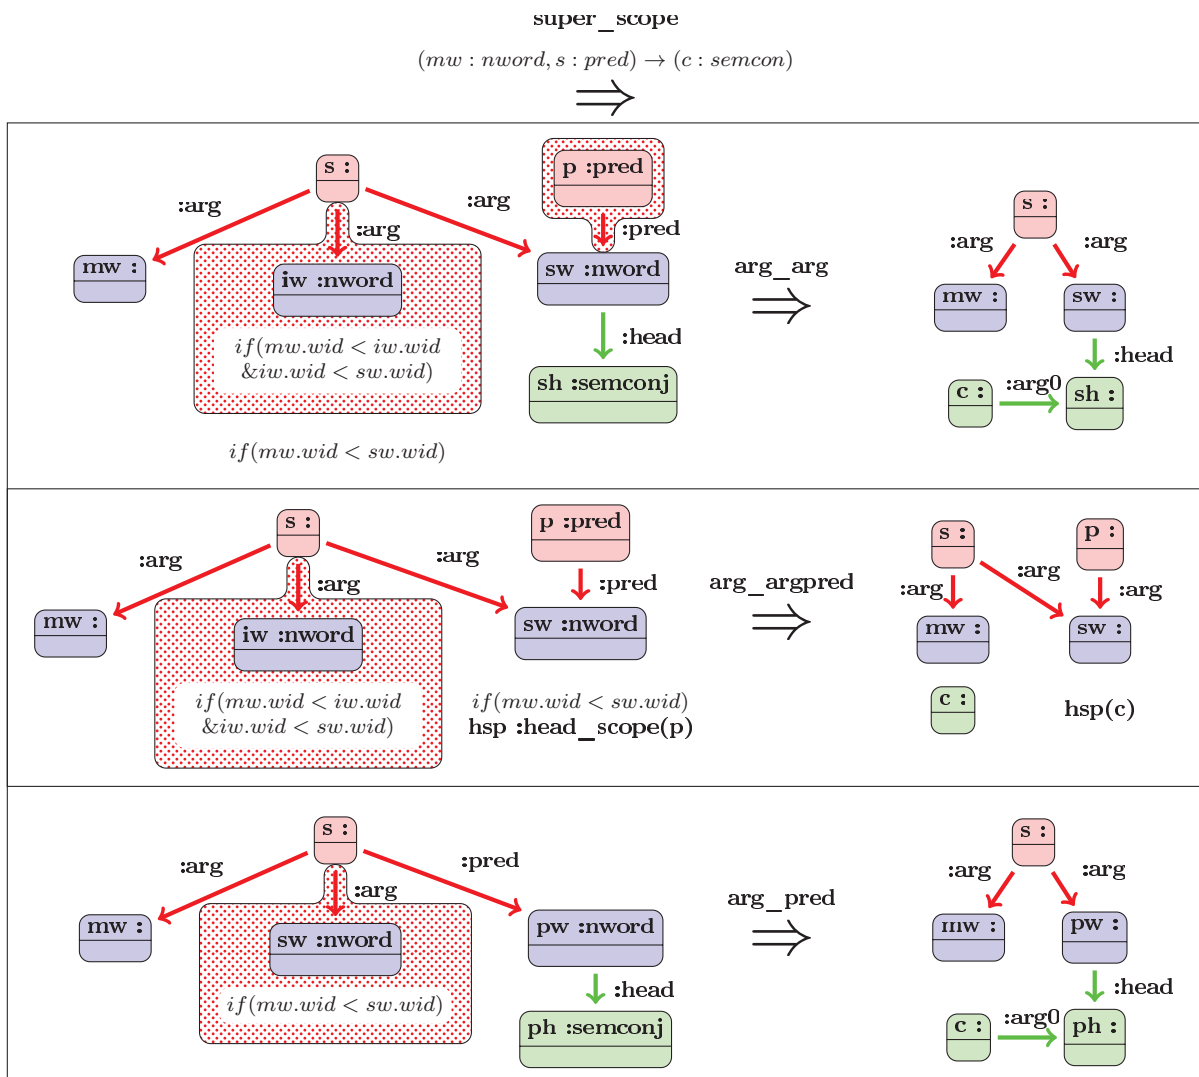 super_scope
(mw : nword, s : pred) → (c : semcon)
⇒
s :
p :pred
:arg
:arg
:arg
:pred
mw :
iw :nword
sw :nword
if(mw.wid < iw.wid
&iw.wid < sw.wid)
:head
sh :semconj
if(mw.wid < sw.wid)
arg_arg
⇒
s :
:arg
:arg
mw :
sw :
:head
c :
:arg0
sh :
s :
p :pred
:arg
:arg
:arg
:pred
mw :
iw :nword
sw :nword
if(mw.wid < iw.wid
&iw.wid < sw.wid)
if(mw.wid < sw.wid)
hsp :head_scope(p)
arg_argpred
⇒
s :
p :
:arg
:arg
:arg
mw :
sw :
c :
hsp(c)
s :
:arg
:arg
:pred
mw :
sw :nword
pw :nword
if(mw.wid < sw.wid)
:head
ph :semconj
arg_pred
⇒
s :
:arg
:arg
mw :
pw :
:head
c :
:arg0
ph :